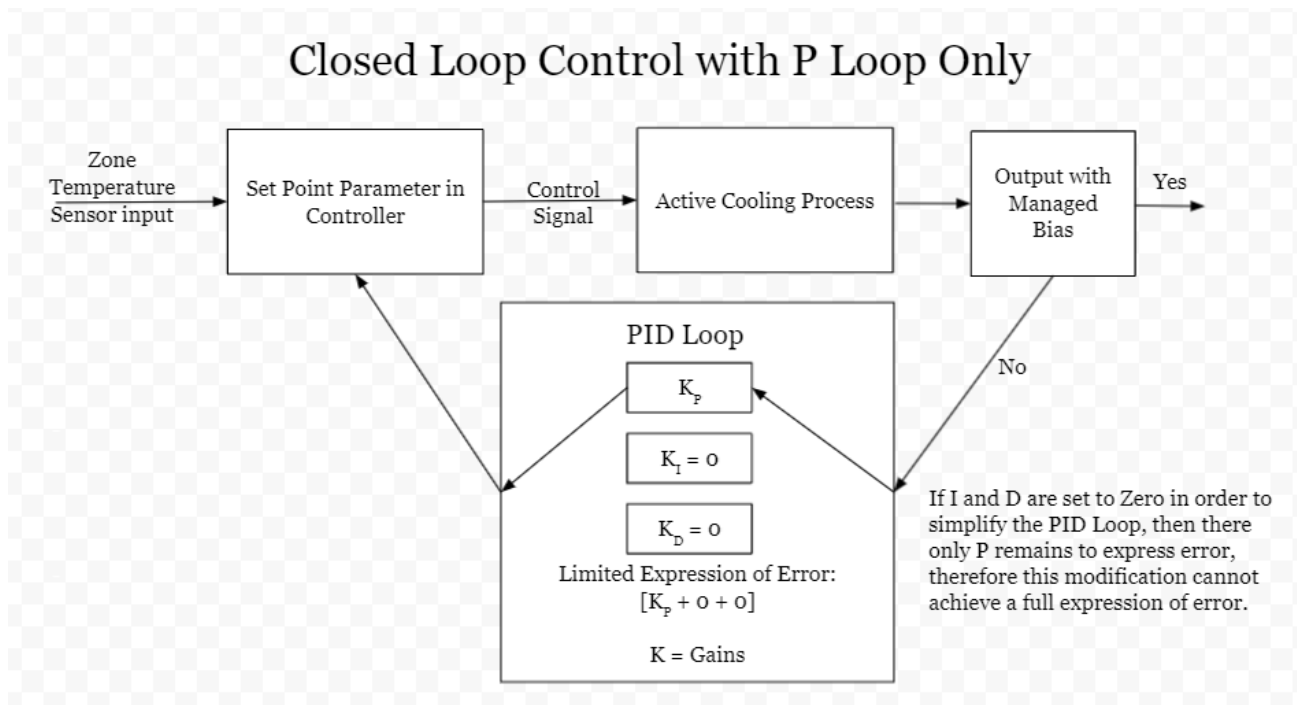 Closed Loop Control with P Loop Only
Zone
Temperature
Sensor input
Set Point Parameter in
Controller
Control
Signal
Active Cooling Process
Output with
Managed
Bias
Yes
No
PID Loop
Kₚ
K_I = 0
K_D = 0
Limited Expression of Error:
[Kₚ + 0 + 0]
K = Gains
If I and D are set to Zero in order to
simplify the PID Loop, then there
only P remains to express error,
therefore this modification cannot
achieve a full expression of error.